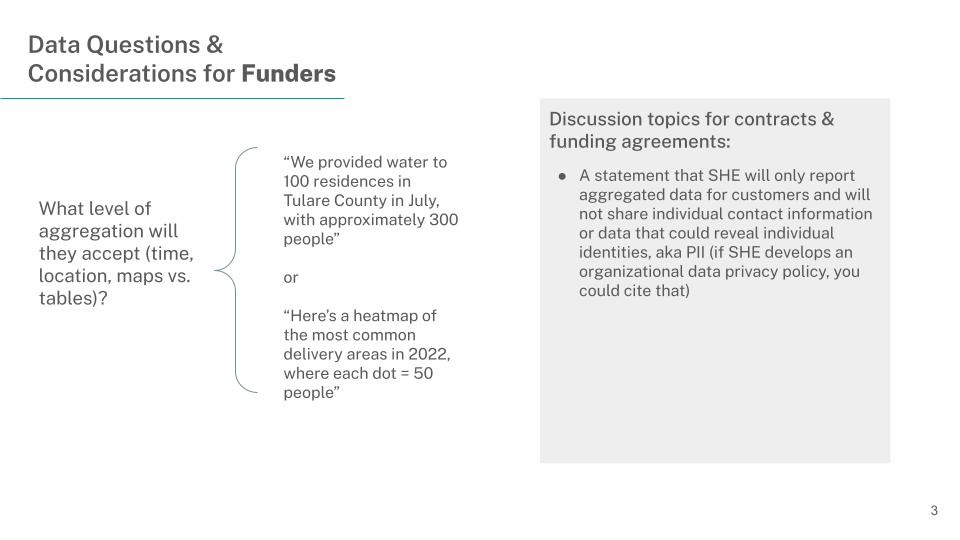 Data Questions &
Considerations for Funders
What level of
aggregation will
they accept (time,
location, maps vs.
tables)?
“We provided water to
100 residences in
Tulare County in July,
with approximately 300
people”
or
“Here’s a heatmap of
the most common
delivery areas in 2022,
where each dot = 50
people”
Discussion topics for contracts &
funding agreements:
● A statement that SHE will only report
aggregated data for customers and will
not share individual contact information
or data that could reveal individual
identities, aka PII (if SHE develops an
organizational data privacy policy, you
could cite that)
3